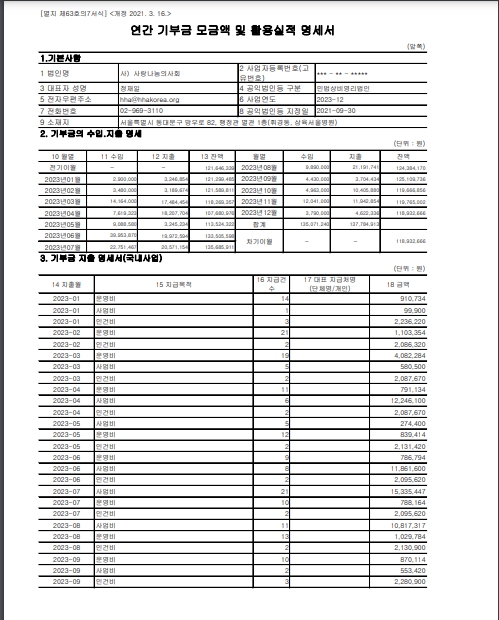 [별지 제63호의7서식] <개정 2021. 3. 16.>
연간 기부금 모금액 및 활용실적 명세서
(앞쪽)
1.기본사항
1 법인명 사) 사랑나눔의사회 2 사업자등록번호(고유번호) *** - ** - *****
3 대표자 성명 정재일 4 공익법인등 구분 민법상비영리법인
5 전자우편주소 hha@hhakorea.org 6 사업연도 2023-12
7 전화번호 02-969-3110 8 공익법인등 지정일 2021-09-30
9 소재지 서울특별시 동대문구 망우로 82, 행정관 별관 1층(휘경동, 삼육서울병원)
2. 기부금의 수입.지출 명세
(단위 : 원)
10 월별 11 수입 12 지출 13 잔액 월별 수입 지출 잔액
전기이월 - - 121,646,339 2023년08월 9,890,000 21,191,741 124,384,170
2023년01월 2,900,000 3,246,854 121,299,485 2023년09월 4,430,000 3,704,434 125,109,736
2023년02월 3,480,000 3,189,674 121,589,811 2023년10월 4,963,000 10,405,880 119,666,856
2023년03월 14,164,000 17,484,454 118,269,357 2023년11월 12,041,000 11,942,854 119,765,002
2023년04월 7,619,323 18,207,704 107,680,976 2023년12월 3,790,000 4,622,336 118,932,666
2023년05월 9,088,580 3,245,234 113,524,322 합계 135,071,240 137,784,913
2023년06월 39,953,870 19,972,594 133,505,598 차기이월 - - 118,932,666
2023년07월 22,751,467 20,571,154 135,685,911
3. 기부금 지출 명세서(국내사업)
(단위 : 원)
14 지출월 15 지급목적 16 지급건수 17 대표 지급처명(단체명/개인) 18 금액
2023-01 운영비 14 910,734
2023-01 사업비 1 99,900
2023-01 인건비 3 2,236,220
2023-02 운영비 21 1,103,354
2023-02 인건비 2 2,086,320
2023-03 운영비 19 4,082,284
2023-03 사업비 5 580,500
2023-03 인건비 2 2,087,670
2023-04 운영비 11 791,134
2023-04 사업비 6 12,246,100
2023-04 인건비 2 2,087,670
2023-05 사업비 5 274,400
2023-05 운영비 12 839,414
2023-05 인건비 2 2,131,420
2023-06 운영비 9 786,794
2023-06 사업비 8 11,861,600
2023-06 인건비 2 2,095,620
2023-07 사업비 21 15,335,447
2023-07 운영비 10 788,164
2023-07 인건비 2 2,095,620
2023-08 사업비 11 10,817,317
2023-08 운영비 13 1,029,784
2023-08 인건비 2 2,130,900
2023-09 운영비 10 870,114
2023-09 사업비 2 553,420
2023-09 인건비 3 2,280,900